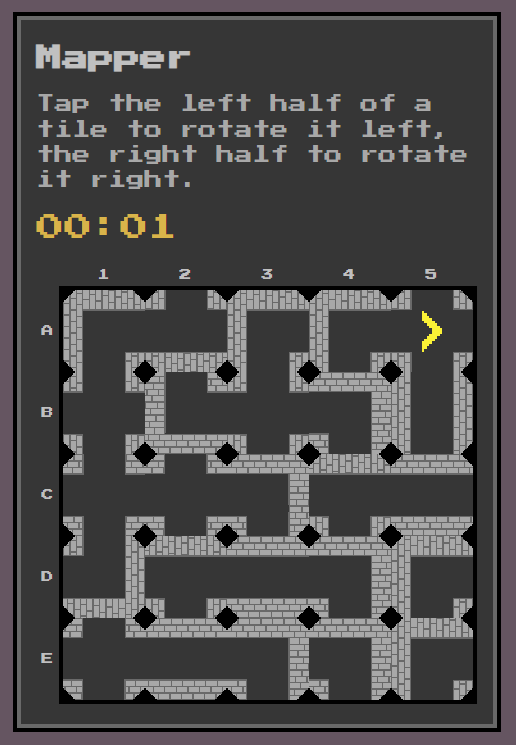 Mapper
Tap the left half of a
tile to rotate it left,
the right half to rotate
it right.
00:01
1 2 3 4 5
A
B
C
D
E